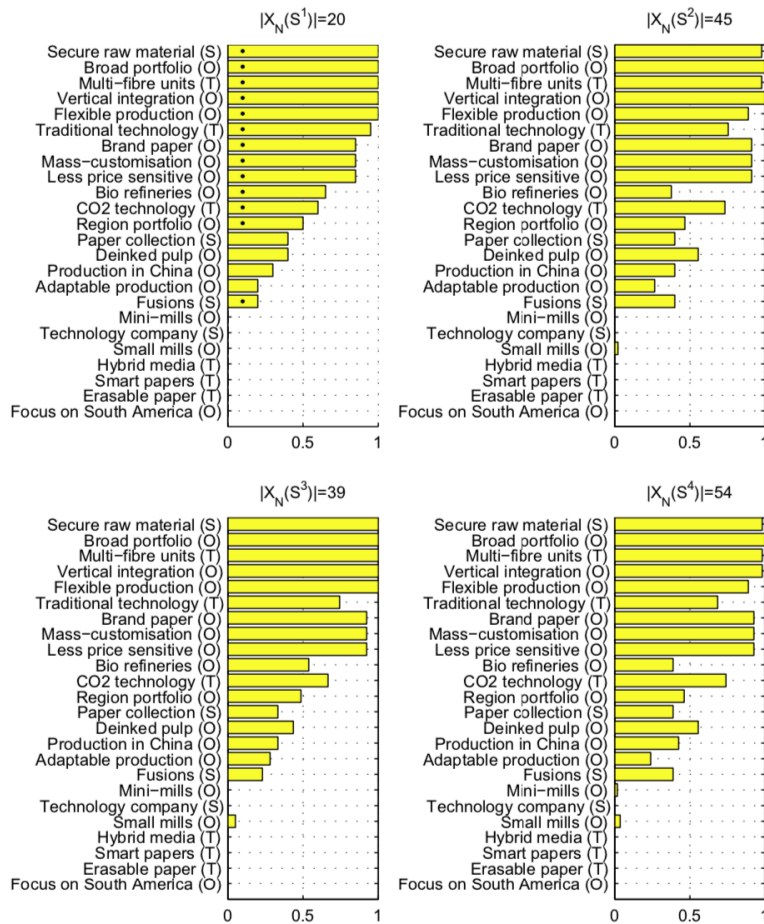 |X_N(S^1)|=20
Secure raw material (S)
Broad portfolio (O)
Multi−fibre units (T)
Vertical integration (O)
Flexible production (O)
Traditional technology (T)
Brand paper (O)
Mass−customisation (O)
Less price sensitive (O)
Bio refineries (O)
CO2 technology (T)
Region portfolio (O)
Paper collection (S)
Deinked pulp (O)
Production in China (O)
Adaptable production (O)
Fusions (S)
Mini−mills (O)
Technology company (S)
Small mills (O)
Hybrid media (T)
Smart papers (T)
Erasable paper (T)
Focus on South America (O)
0 0.5 1
|X_N(S^2)|=45
Secure raw material (S)
Broad portfolio (O)
Multi−fibre units (T)
Vertical integration (O)
Flexible production (O)
Traditional technology (T)
Brand paper (O)
Mass−customisation (O)
Less price sensitive (O)
Bio refineries (O)
CO2 technology (T)
Region portfolio (O)
Paper collection (S)
Deinked pulp (O)
Production in China (O)
Adaptable production (O)
Fusions (S)
Mini−mills (O)
Technology company (S)
Small mills (O)
Hybrid media (T)
Smart papers (T)
Erasable paper (T)
Focus on South America (O)
0 0.5 1
|X_N(S^3)|=39
Secure raw material (S)
Broad portfolio (O)
Multi−fibre units (T)
Vertical integration (O)
Flexible production (O)
Traditional technology (T)
Brand paper (O)
Mass−customisation (O)
Less price sensitive (O)
Bio refineries (O)
CO2 technology (T)
Region portfolio (O)
Paper collection (S)
Deinked pulp (O)
Production in China (O)
Adaptable production (O)
Fusions (S)
Mini−mills (O)
Technology company (S)
Small mills (O)
Hybrid media (T)
Smart papers (T)
Erasable paper (T)
Focus on South America (O)
0 0.5 1
|X_N(S^4)|=54
Secure raw material (S)
Broad portfolio (O)
Multi−fibre units (T)
Vertical integration (O)
Flexible production (O)
Traditional technology (T)
Brand paper (O)
Mass−customisation (O)
Less price sensitive (O)
Bio refineries (O)
CO2 technology (T)
Region portfolio (O)
Paper collection (S)
Deinked pulp (O)
Production in China (O)
Adaptable production (O)
Fusions (S)
Mini−mills (O)
Technology company (S)
Small mills (O)
Hybrid media (T)
Smart papers (T)
Erasable paper (T)
Focus on South America (O)
0 0.5 1